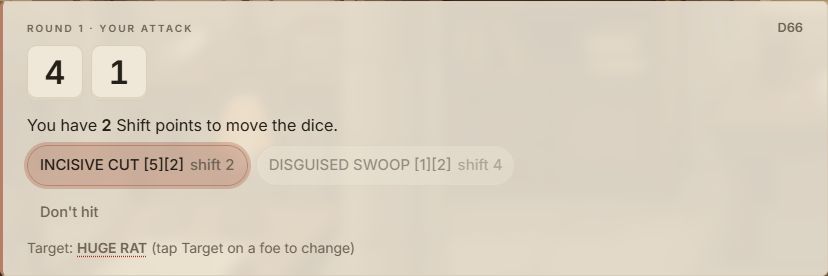 ROUND 1 · YOUR ATTACK
D66
4 1
You have 2 Shift points to move the dice.
INCISIVE CUT [5][2] shift 2 DISGUISED SWOOP [1][2] shift 4
Don't hit
Target: HUGE RAT (tap Target on a foe to change)